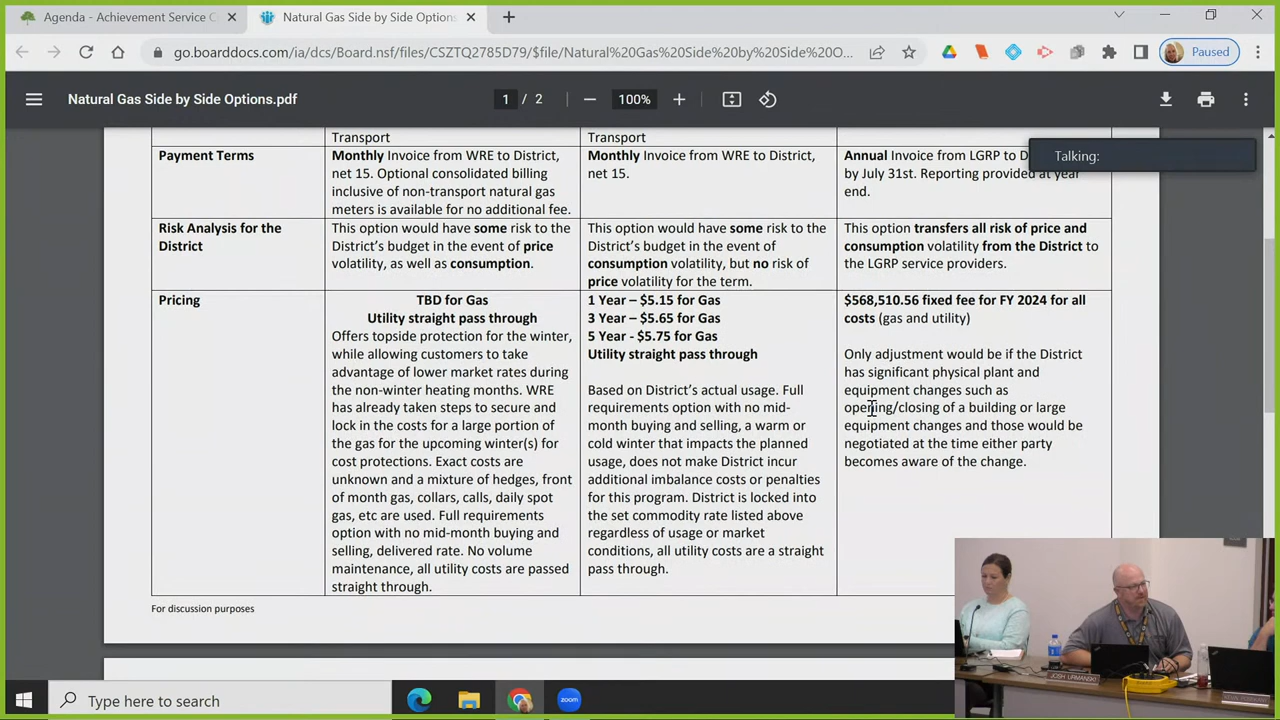 Agenda - Achievement Service C
Natural Gas Side by Side Options
go.boarddocs.com/ia/dcs/Board.nsf/files/CSZTC2785D79/$file/Natural%20Gas%20Side%20by%20Side%20O...
Paused
Natural Gas Side by Side Options.pdf
1 / 2
100%
Talking:
Transport
Transport
Payment Terms
Monthly Invoice from WRE to District,
net 15. Optional consolidated billing
inclusive of non-transport natural gas
meters is available for no additional fee.
Monthly Invoice from WRE to District,
net 15.
Annual Invoice from LGRP to D
by July 31st. Reporting provided at year
end.
Risk Analysis for the
District
This option would have some risk to the
District's budget in the event of price
volatility, as well as consumption.
This option would have some risk to the
District's budget in the event of
consumption volatility, but no risk of
price volatility for the term.
This option transfers all risk of price and
consumption volatility from the District to
the LGRP service providers.
Pricing
TBD for Gas
Utility straight pass through
Offers topside protection for the winter,
while allowing customers to take
advantage of lower market rates during
the non-winter heating months. WRE
has already taken steps to secure and
lock in the costs for a large portion of
the gas for the upcoming winter(s) for
cost protections. Exact costs are
unknown and a mixture of hedges, front
of month gas, collars, calls, daily spot
gas, etc are used. Full requirements
option with no mid-month buying and
selling, delivered rate. No volume
maintenance, all utility costs are passed
straight through.
1 Year – $5.15 for Gas
3 Year – $5.65 for Gas
5 Year - $5.75 for Gas
Utility straight pass through
Based on District's actual usage. Full
requirements option with no mid-
month buying and selling, a warm or
cold winter that impacts the planned
usage, does not make District incur
additional imbalance costs or penalties
for this program. District is locked into
the set commodity rate listed above
regardless of usage or market
conditions, all utility costs are a straight
pass through.
$568,510.56 fixed fee for FY 2024 for all
costs (gas and utility)
Only adjustment would be if the District
has significant physical plant and
equipment changes such as
opening/closing of a building or large
equipment changes and those would be
negotiated at the time either party
becomes aware of the change.
For discussion purposes
JOSH URMANSKI
Type here to search
zoom